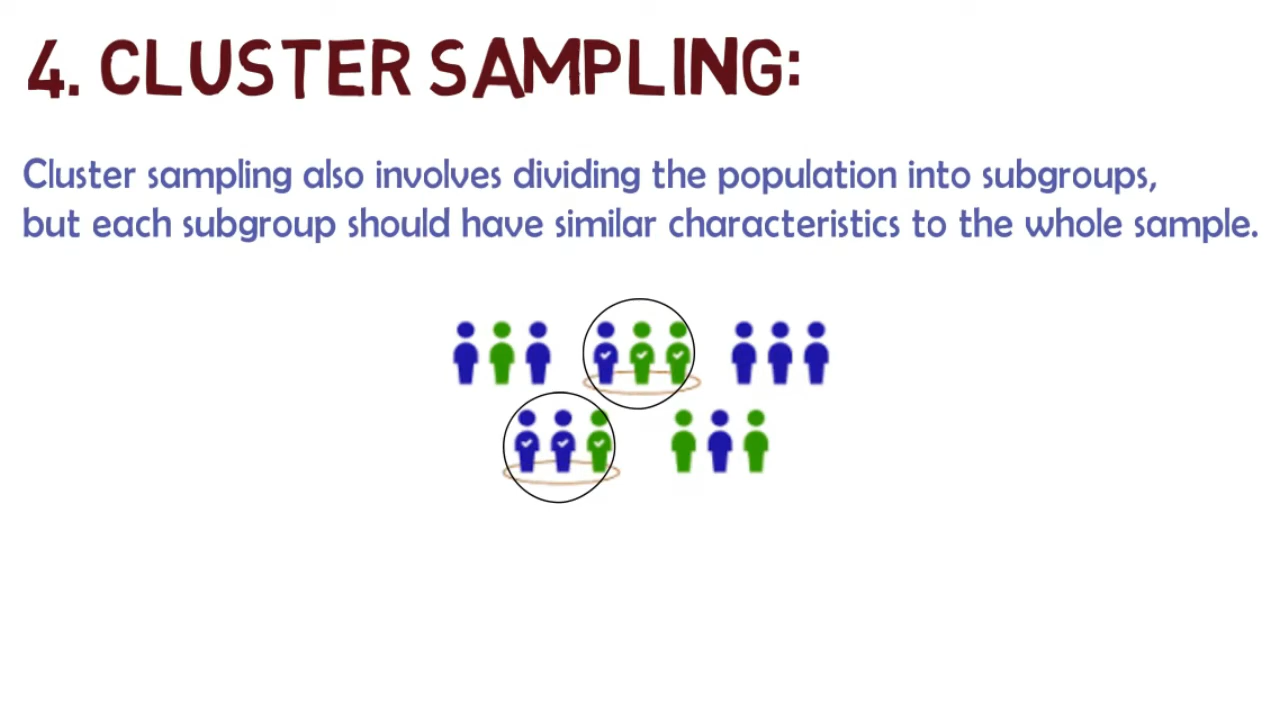 4. CLUSTER SAMPLING:
Cluster sampling also involves dividing the population into subgroups,
but each subgroup should have similar characteristics to the whole sample.